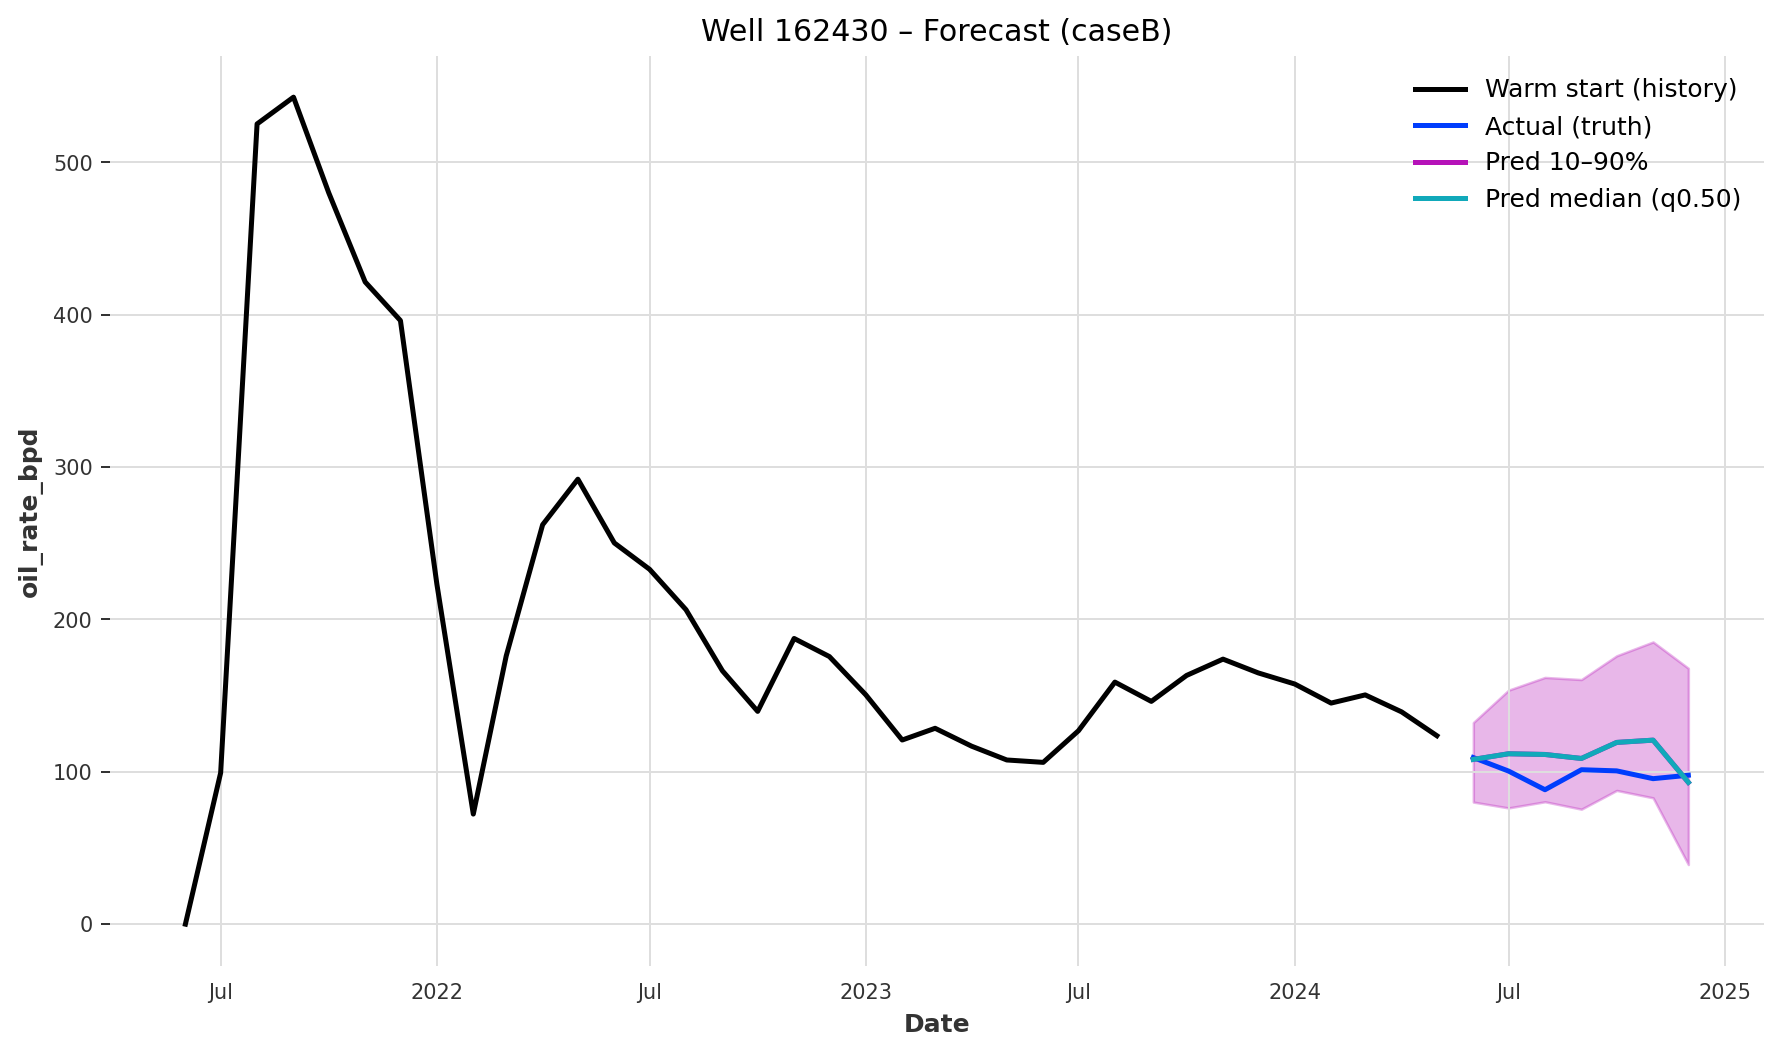 Well 162430 – Forecast (caseB)
Warm start (history)
Actual (truth)
Pred 10–90%
Pred median (q0.50)
oil_rate_bpd
500
400
300
200
100
0
Jul 2022 Jul 2023 Jul 2024 Jul 2025
Date